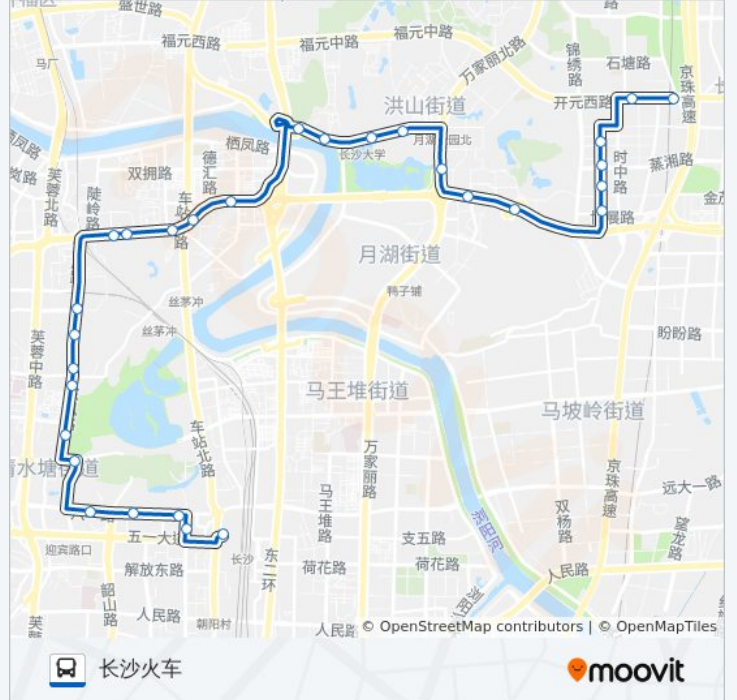 盛世路
福元西路
福元中路
福元中路
万家丽北路
锦绣路
石塘路
京珠高速
马厂
洪山街道
开元西路
栖凤路
长沙大学
芙蓉北路
双拥路
德汇路
陡岭路
时中路
蒸湘路
车站北路
月湖街道
鸭子铺
丝茅冲
丝茅冲
盼盼路
芙蓉中路
马王堆街道
马坡岭街道
车站北路
万家丽路
京珠高速
远大一路
马王堆路
双杨路
望龙路
浏阳河
五一大道
支五路
迎宾路口
长沙
解放东路
东二环
荷花路
荷花路
人民路
韶山路
人民路
朝阳村
人民路
© OpenStreetMap contributors | © OpenMapTiles
长沙火车
moovit